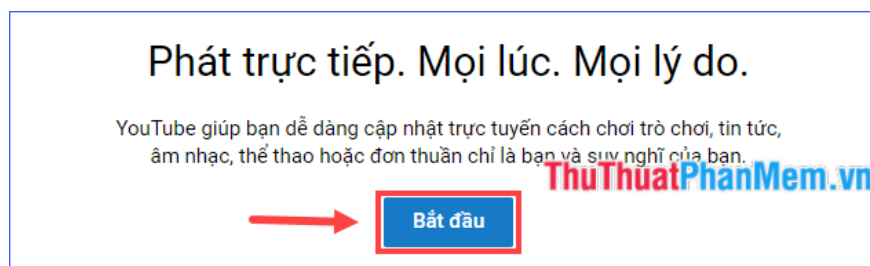 Phát trực tiếp. Mọi lúc. Mọi lý do.
YouTube giúp bạn dễ dàng cập nhật trực tuyến cách chơi trò chơi, tin tức,
âm nhạc, thể thao hoặc đơn thuần chỉ là bạn và suy nghĩ của bạn.
ThuThuatPhanMem.vn
Bắt đầu